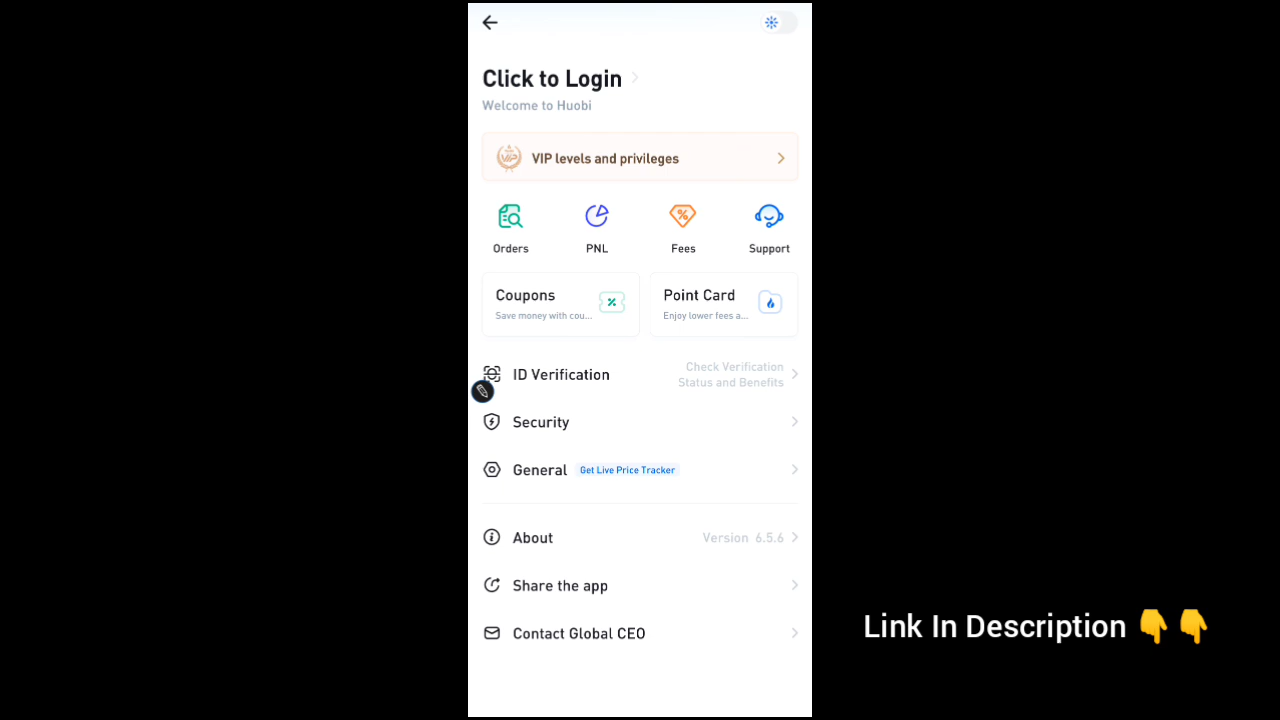 Click to Login
Welcome to Huobi
VIP
VIP levels and privileges
Orders
PNL
Fees
Support
Coupons
Save money with cou...
Point Card
Enjoy lower fees a...
ID Verification
Check Verification
Status and Benefits
Security
General
Get Live Price Tracker
About
Version 6.5.6
Share the app
Contact Global CEO
Link In Description 👇👇